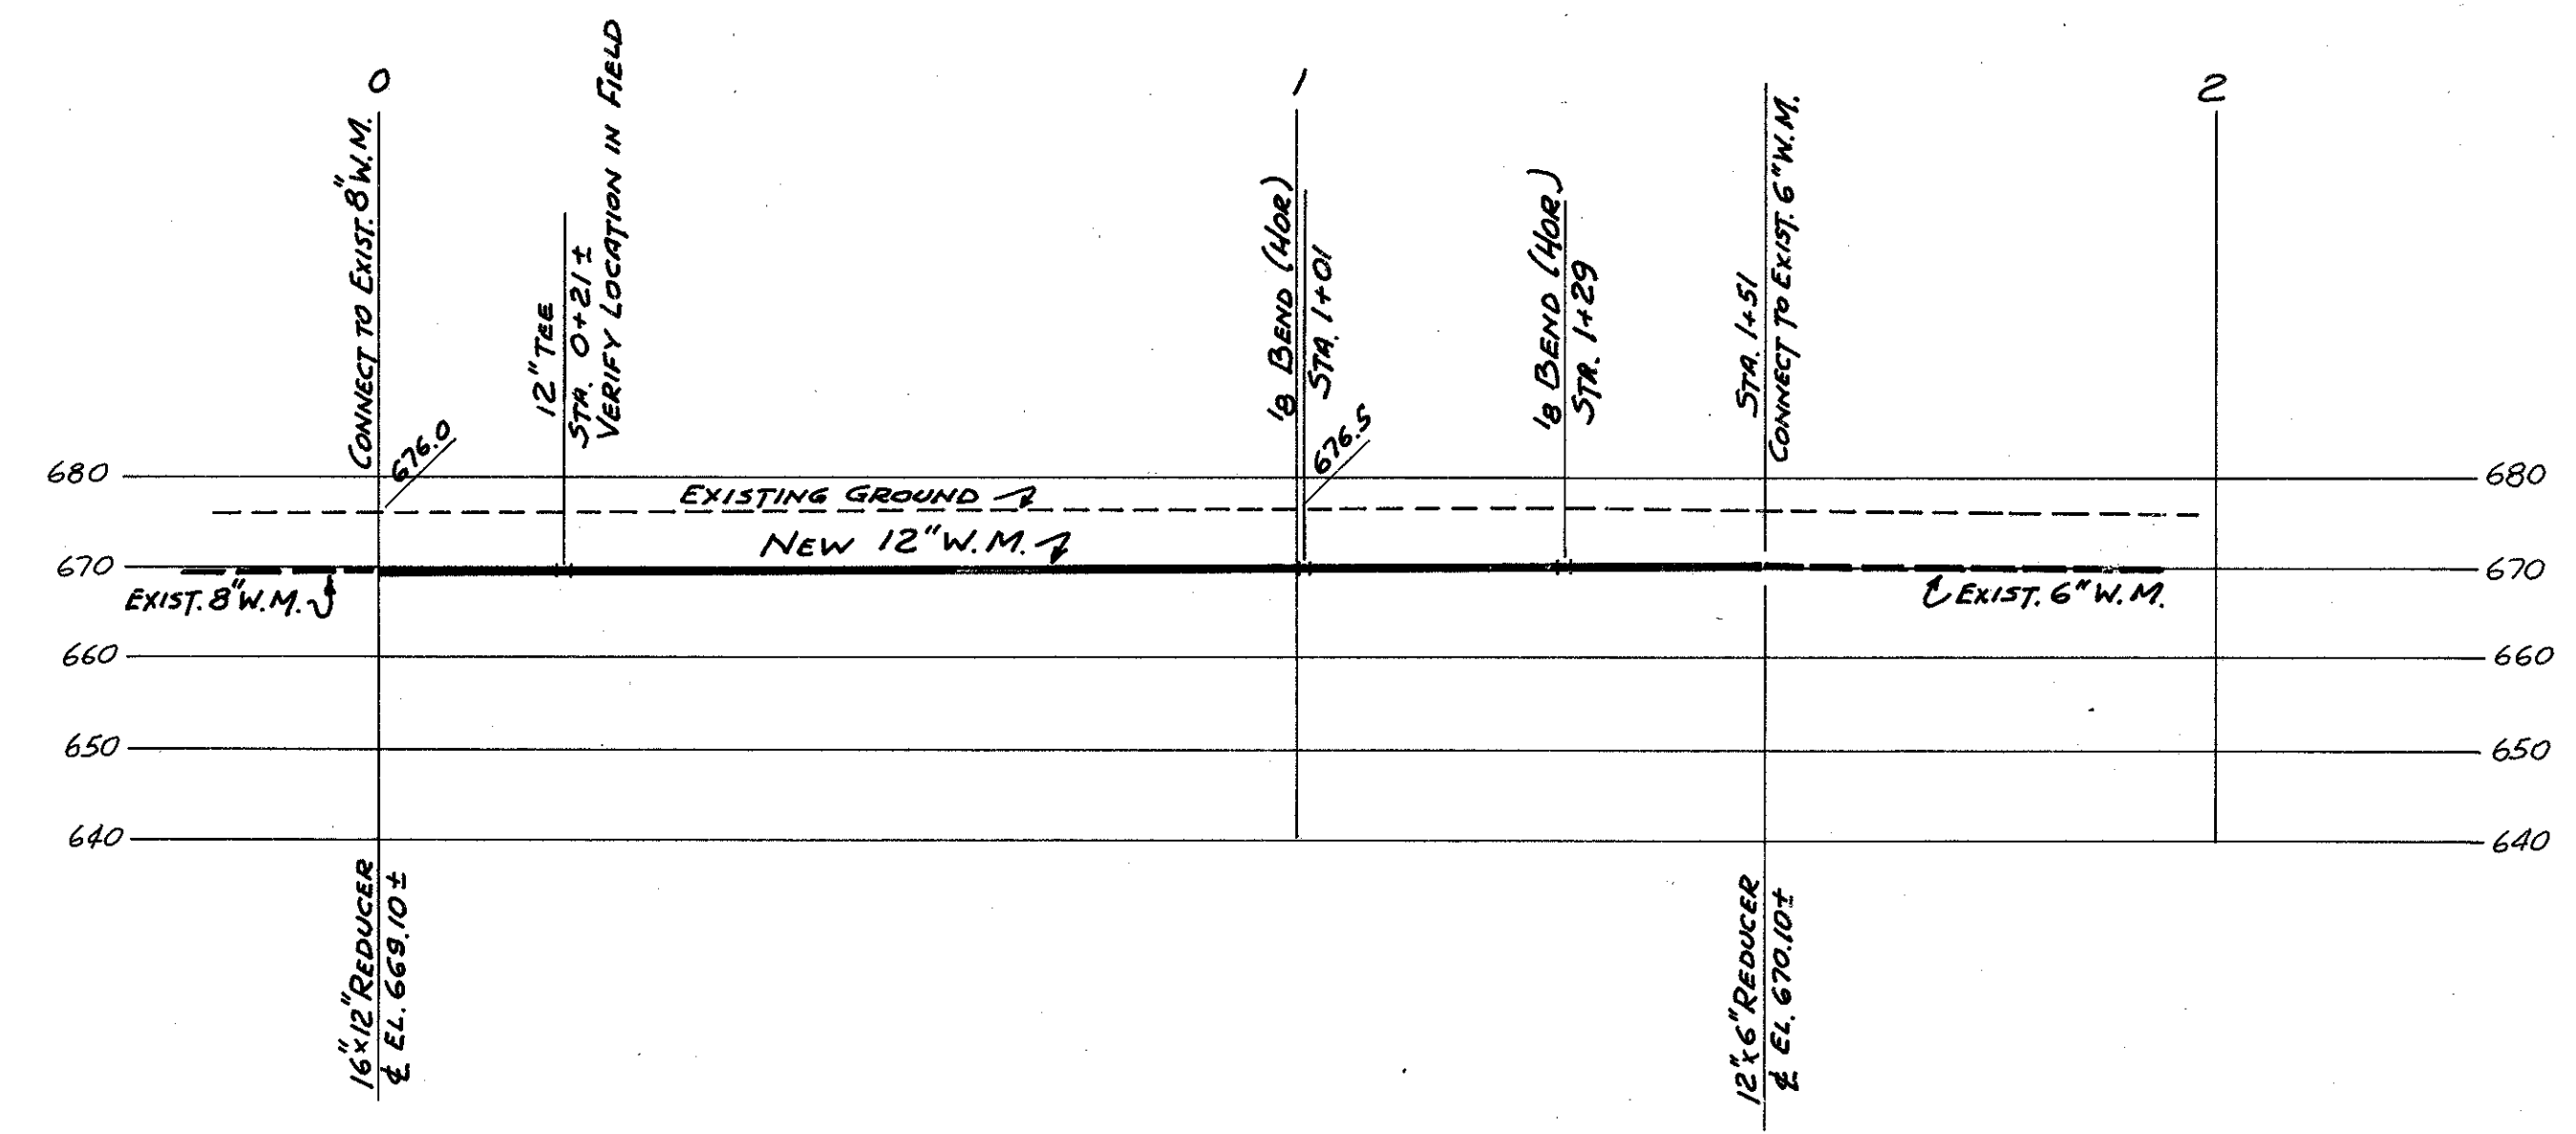 0
1
2
CONNECT TO EXIST. 8" W.M.
12" TEE
STA. 0+21 ±
VERIFY LOCATION IN FIELD
1/8 BEND (HOR)
STA. 1+01
1/8 BEND (HOR)
STA. 1+29
STA. 1+51
CONNECT TO EXIST. 6" W.M.
676.0
676.5
680
680
EXISTING GROUND
NEW 12" W.M.
670
670
EXIST. 8" W.M.
EXIST. 6" W.M.
660
660
650
650
640
640
16"x12" REDUCER
℄ EL. 669.10 ±
12"x6" REDUCER
℄ EL. 670.10±